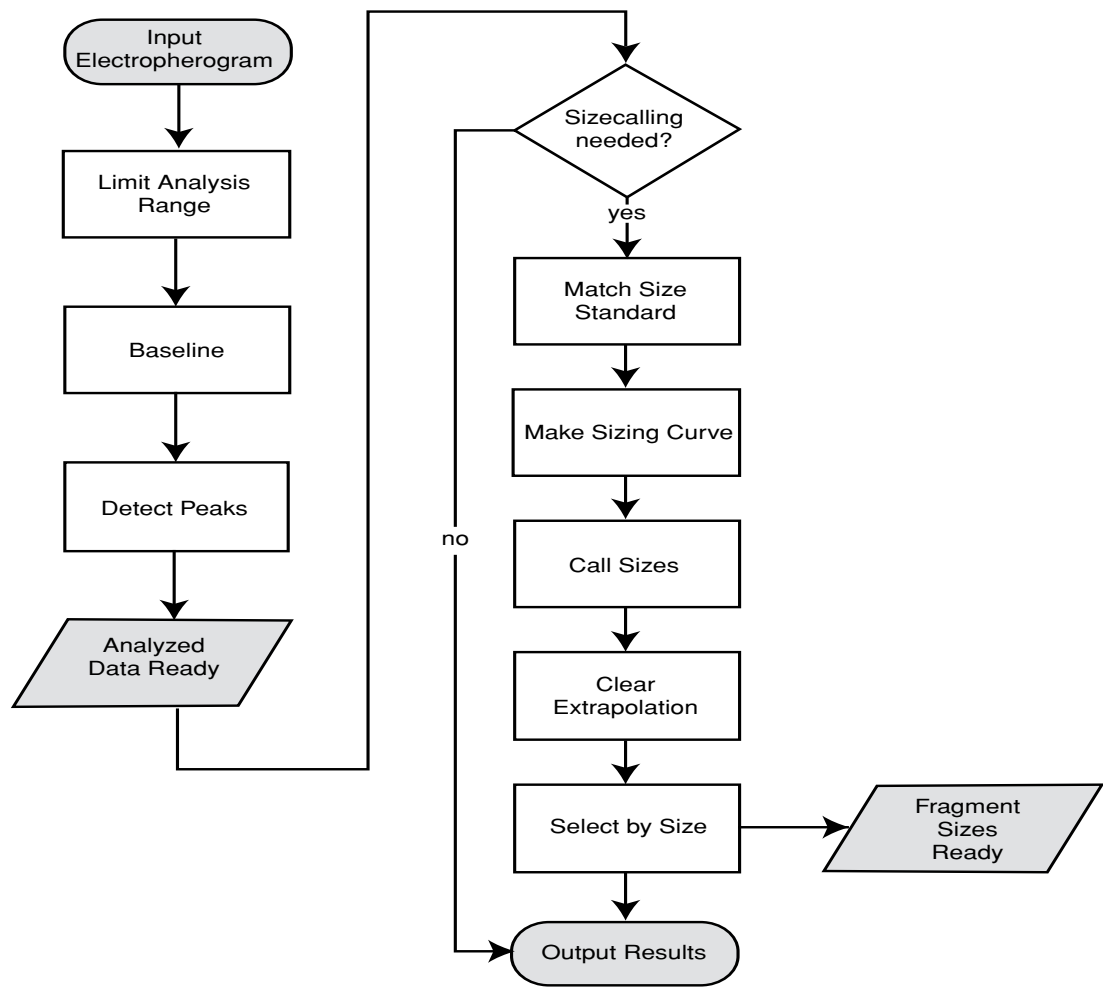 Input
Electropherogram
Limit Analysis
Range
Baseline
Detect Peaks
Analyzed
Data Ready
Sizecalling
needed?
yes
no
Match Size
Standard
Make Sizing Curve
Call Sizes
Clear
Extrapolation
Select by Size
Fragment
Sizes
Ready
Output Results